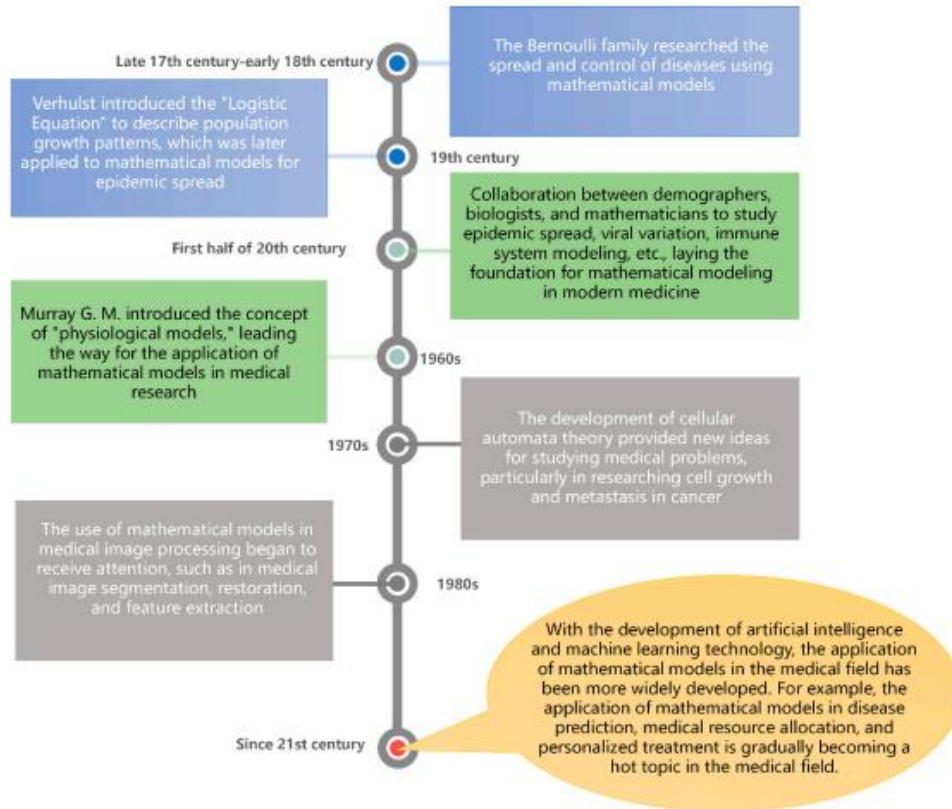 Late 17th century-early 18th century
The Bernoulli family researched the
spread and control of diseases using
mathematical models
Verhulst introduced the "Logistic
Equation" to describe population
growth patterns, which was later
applied to mathematical models for
epidemic spread
19th century
First half of 20th century
Collaboration between demographers,
biologists, and mathematicians to study
epidemic spread, viral variation, immune
system modeling, etc., laying the
foundation for mathematical modeling
in modern medicine
Murray G. M. introduced the concept
of "physiological models," leading
the way for the application of
mathematical models in medical
research
1960s
1970s
The development of cellular
automata theory provided new ideas
for studying medical problems,
particularly in researching cell growth
and metastasis in cancer
The use of mathematical models in
medical image processing began to
receive attention, such as in medical
image segmentation, restoration,
and feature extraction
1980s
Since 21st century
With the development of artificial intelligence
and machine learning technology, the application
of mathematical models in the medical field has
been more widely developed. For example, the
application of mathematical models in disease
prediction, medical resource allocation, and
personalized treatment is gradually becoming a
hot topic in the medical field.